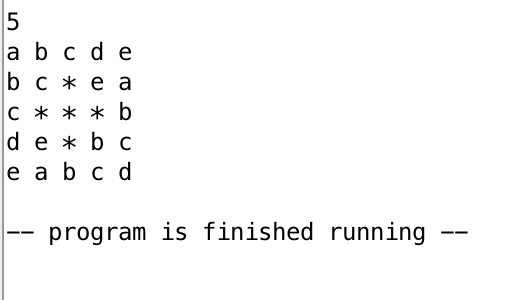 5
a b c d e
b c * e a
c * * * b
d e * b c
e a b c d
-- program is finished running --